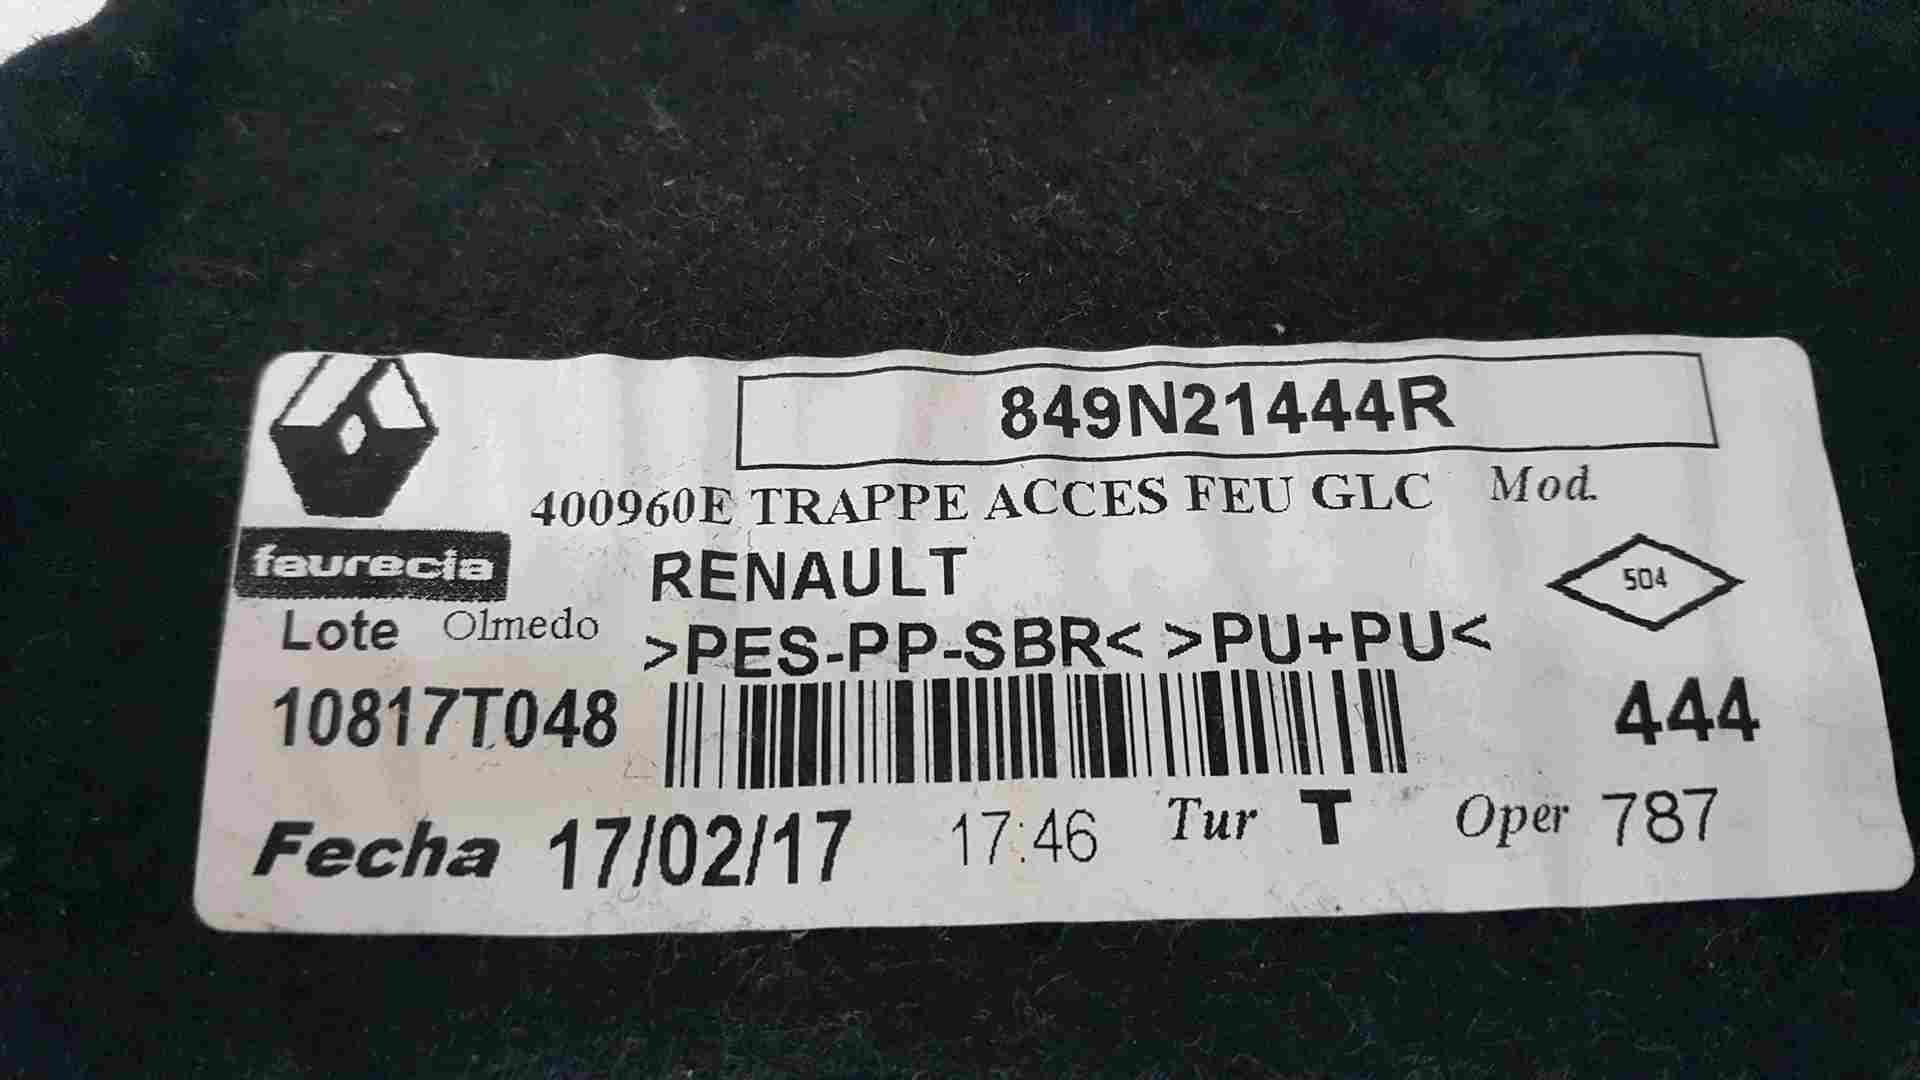 849N21444R
400960E TRAPPE ACCES FEU GLC Mod.
faurecia
RENAULT
504
Lote Olmedo
>PES-PP-SBR< >PU+PU<
10817T048
444
Fecha 17/02/17 17:46 Tur T Oper 787